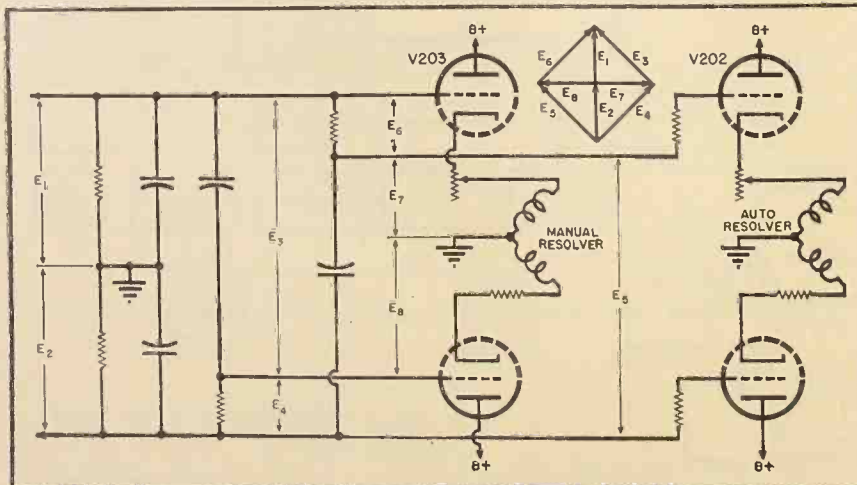 B+
B+
V203
V202
E6
E1
E3
E8
E7
E5
E2
E4
E6
E1
E7
E3
MANUAL
RESOLVER
AUTO
RESOLVER
E5
E8
E2
E4
B+
B+